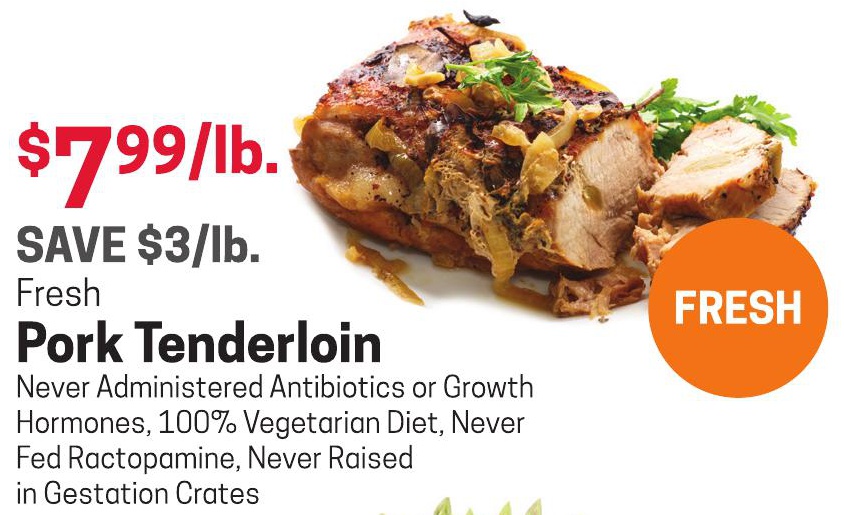 $7.99/lb.
SAVE $3/lb.
Fresh
Pork Tenderloin
Never Administered Antibiotics or Growth
Hormones, 100% Vegetarian Diet, Never
Fed Ractopamine, Never Raised
in Gestation Crates
FRESH